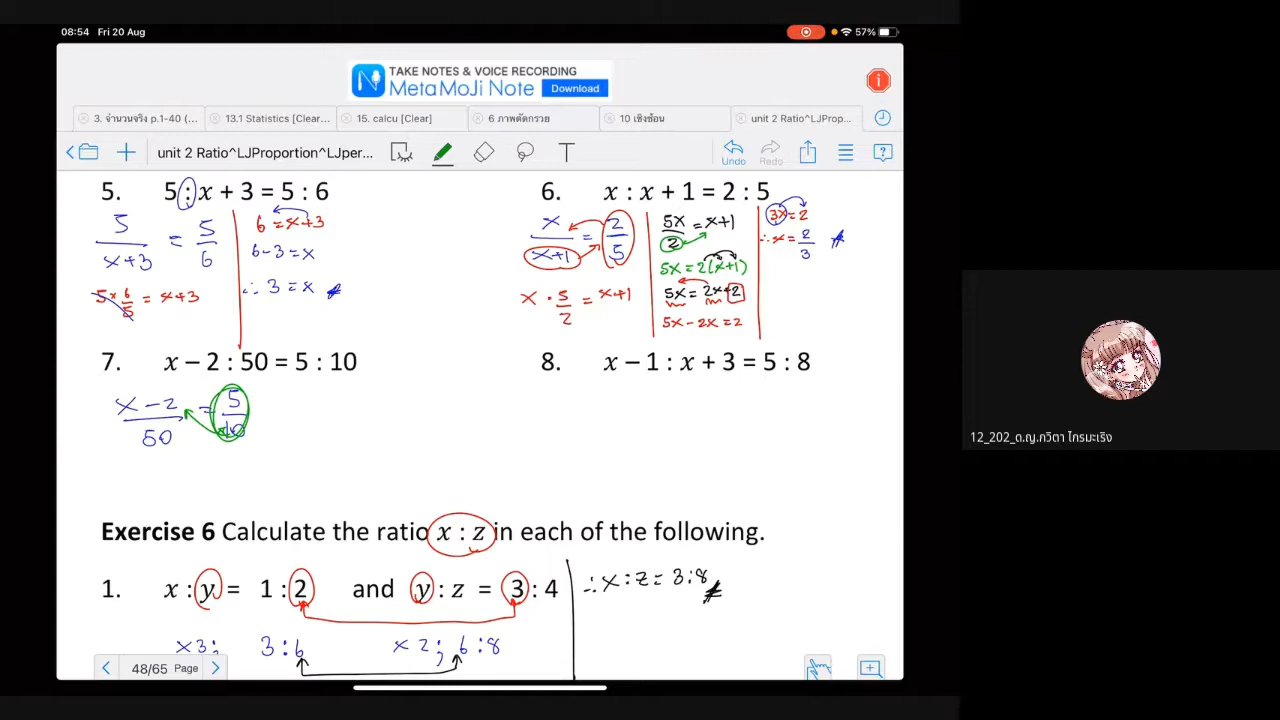 08:54 Fri 20 Aug
57%
TAKE NOTES & VOICE RECORDING
MetaMoJi Note
Download
3. จำนวนจริง p.1-40 (...
13.1 Statistics [Clear...
15. calcu [Clear]
6 ภาพตัดกรวย
10 เชิงซ้อน
unit 2 Ratio^LJProp...
unit 2 Ratio^LJProportion^LJper...
Undo
Redo
5. 5 : x + 3 = 5 : 6
5/(x+3) = 5/6
5 × 6/5 = x+3
6 = x+3
6-3 = x
∴ 3 = x
6. x : x + 1 = 2 : 5
x/(x+1) = 2/5
x · 5/2 = x+1
5x/2 = x+1
5x = 2(x+1)
5x = 2x+2
5x - 2x = 2
3x = 2
∴ x = 2/3
7. x – 2 : 50 = 5 : 10
(x-2)/50 = 5/10
8. x – 1 : x + 3 = 5 : 8
Exercise 6 Calculate the ratio x : z in each of the following.
1. x : y = 1 : 2 and y : z = 3 : 4
∴ x : z = 3 : 8
×3; 3 : 6 ×2; 6 : 8
48/65 Page
12_202_ด.ญ.กวิตา ไกรมะเริง